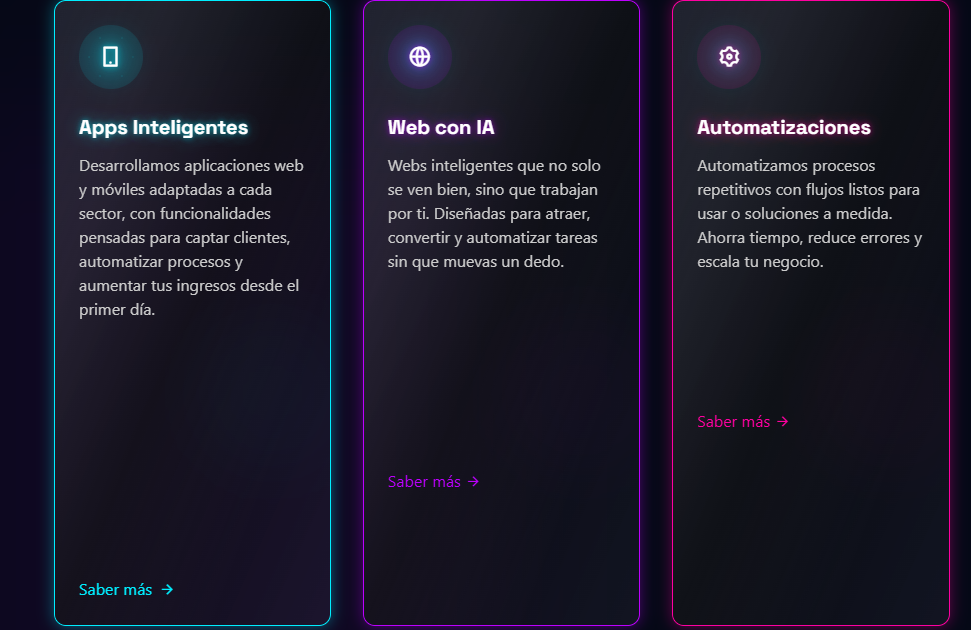 Apps Inteligentes
Desarrollamos aplicaciones web
y móviles adaptadas a cada
sector, con funcionalidades
pensadas para captar clientes,
automatizar procesos y
aumentar tus ingresos desde el
primer día.
Saber más →
Web con IA
Webs inteligentes que no solo
se ven bien, sino que trabajan
por ti. Diseñadas para atraer,
convertir y automatizar tareas
sin que muevas un dedo.
Saber más →
Automatizaciones
Automatizamos procesos
repetitivos con flujos listos para
usar o soluciones a medida.
Ahorra tiempo, reduce errores y
escala tu negocio.
Saber más →